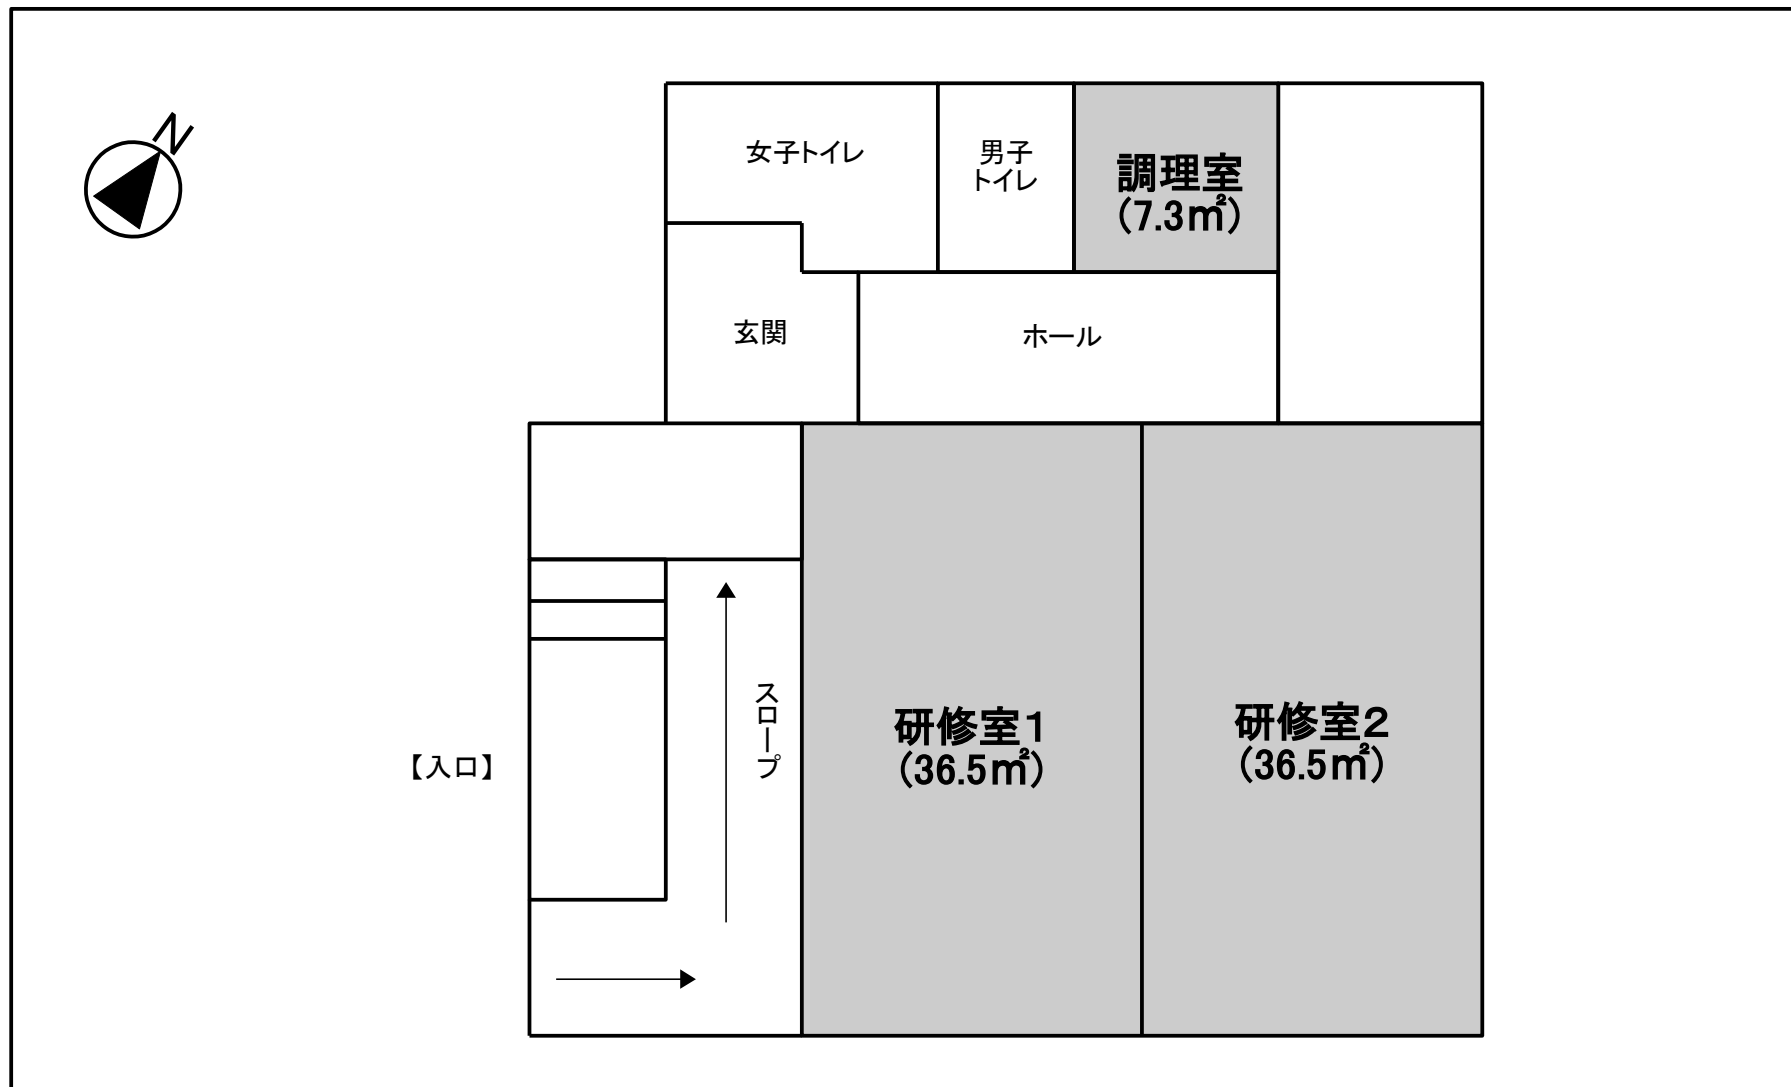 N
女子トイレ
男子
トイレ
調理室
(7.3㎡)
玄関
ホール
スロープ
【入口】
研修室1
(36.5㎡)
研修室2
(36.5㎡)